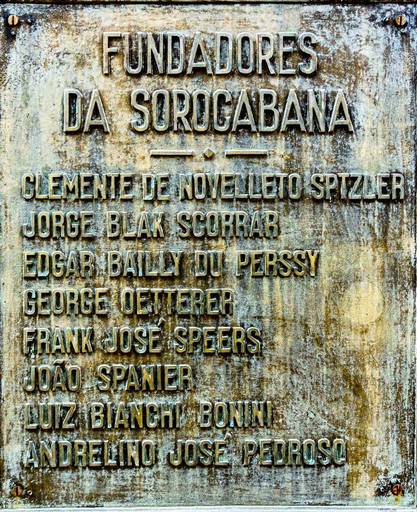 FUNDADORES
DA SOROCABANA
CLEMENTE DE NOVELLETO SPTZLER
JORGE BLAK SCORRAR
EDGAR BAILLY DU PERSSY
GEORGE OETTERER
FRANK JOSÉ SPEERS
JOÃO SPANIER
LUIZ BIANCHI BONINI
ANDRELINO JOSÉ PEDROSO